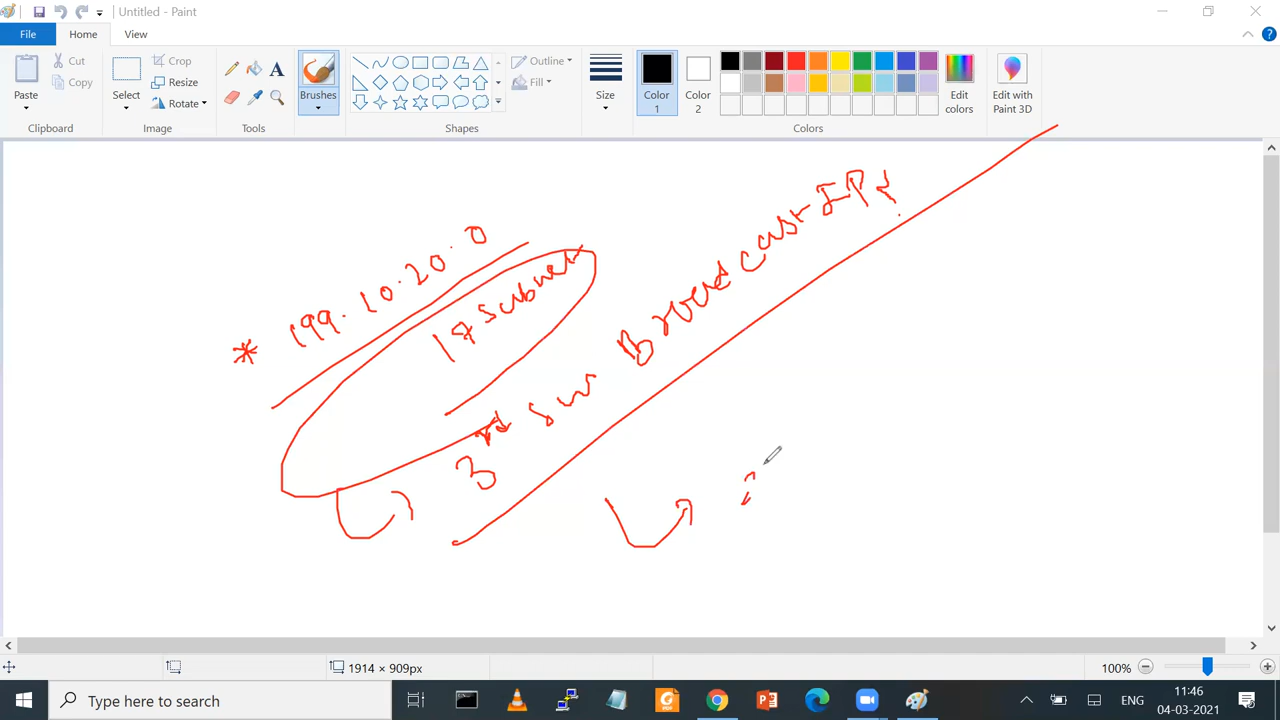 Untitled - Paint
File
Home
View
Paste
Cut
Copy
Clipboard
Select
Crop
Resize
Rotate
Image
Tools
Brushes
Outline
Fill
Shapes
Size
Color 1
Color 2
Edit colors
Edit with Paint 3D
Colors
* 199.10.20.0
subnet
3rd Broadcast IP?
1914 × 909px
100%
Type here to search
ENG
11:46
04-03-2021